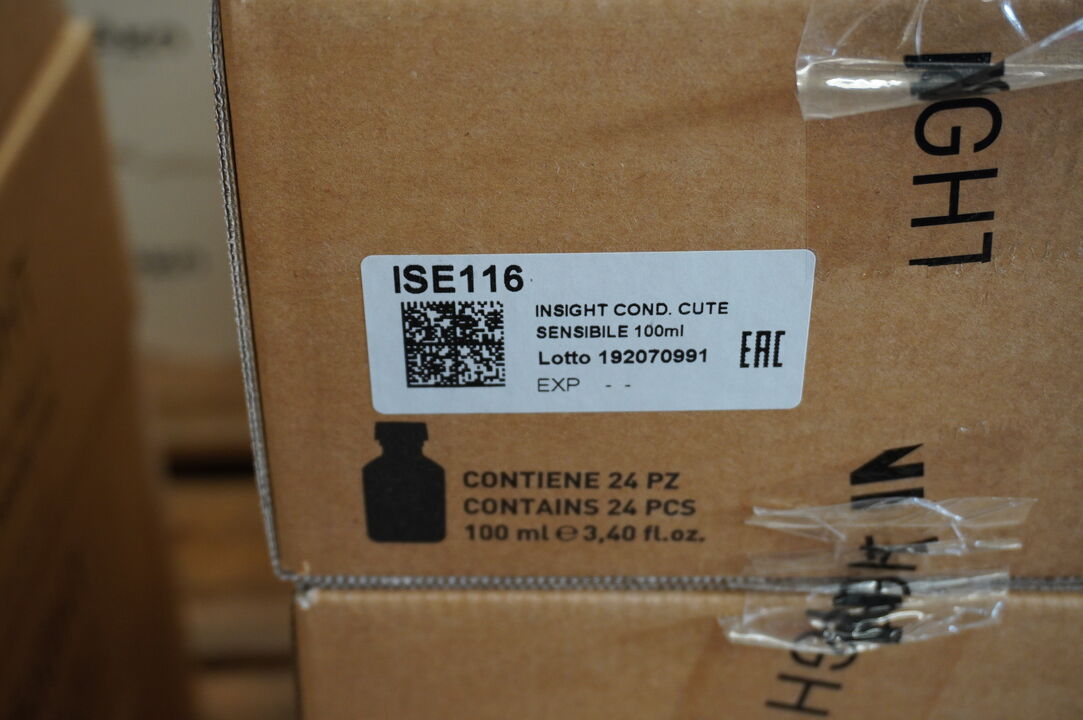 ISE116
INSIGHT COND. CUTE
SENSIBILE 100ml
Lotto 192070991
EXP - -
EAC
CONTIENE 24 PZ
CONTAINS 24 PCS
100 ml ℮ 3,40 fl.oz.